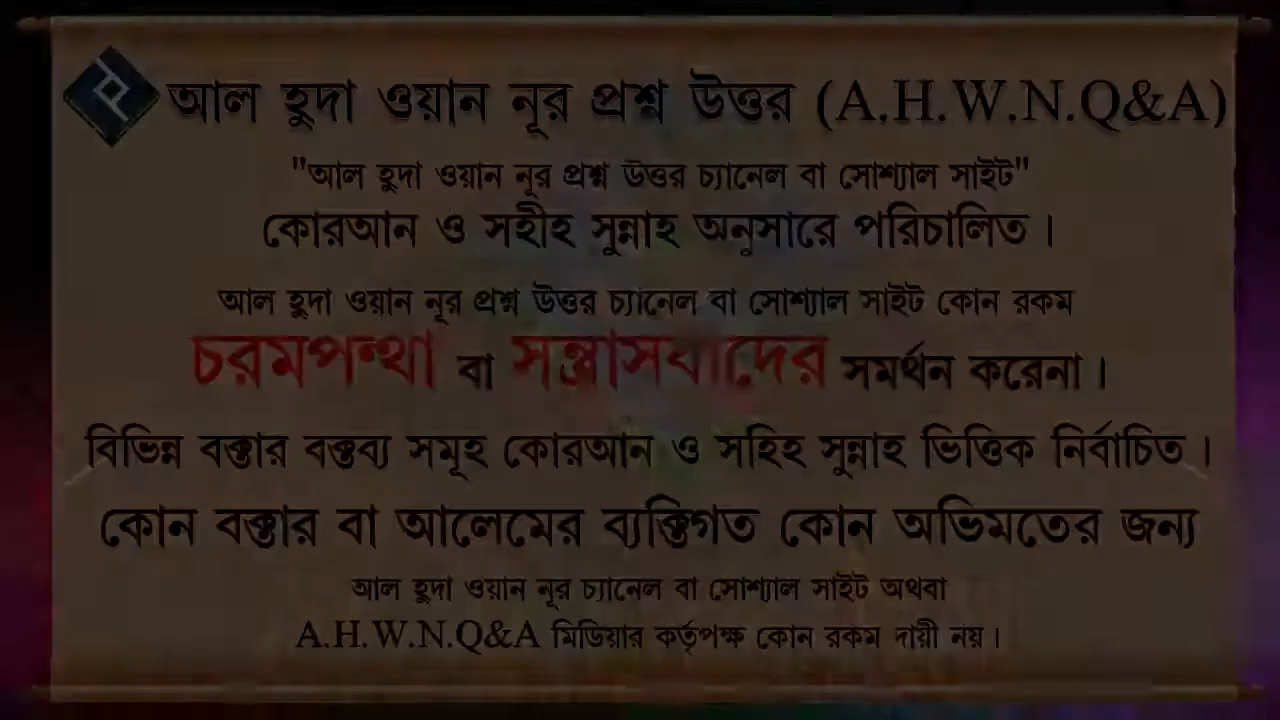 আল হুদা ওয়ান নূর প্রশ্ন উত্তর (A.H.W.N.Q&A)
"আল হুদা ওয়ান নূর প্রশ্ন উত্তর চ্যানেল বা সোশ্যাল সাইট"
কোরআন ও সহীহ সুন্নাহ অনুসারে পরিচালিত।
আল হুদা ওয়ান নূর প্রশ্ন উত্তর চ্যানেল বা সোশ্যাল সাইট কোন রকম
চরমপন্থা বা সন্ত্রাসবাদের সমর্থন করেনা।
বিভিন্ন বক্তার বক্তব্য সমূহ কোরআন ও সহিহ সুন্নাহ ভিত্তিক নির্বাচিত।
কোন বক্তার বা আলেমের ব্যক্তিগত কোন অভিমতের জন্য
আল হুদা ওয়ান নূর চ্যানেল বা সোশ্যাল সাইট অথবা
A.H.W.N.Q&A মিডিয়ার কর্তৃপক্ষ কোন রকম দায়ী নয়।